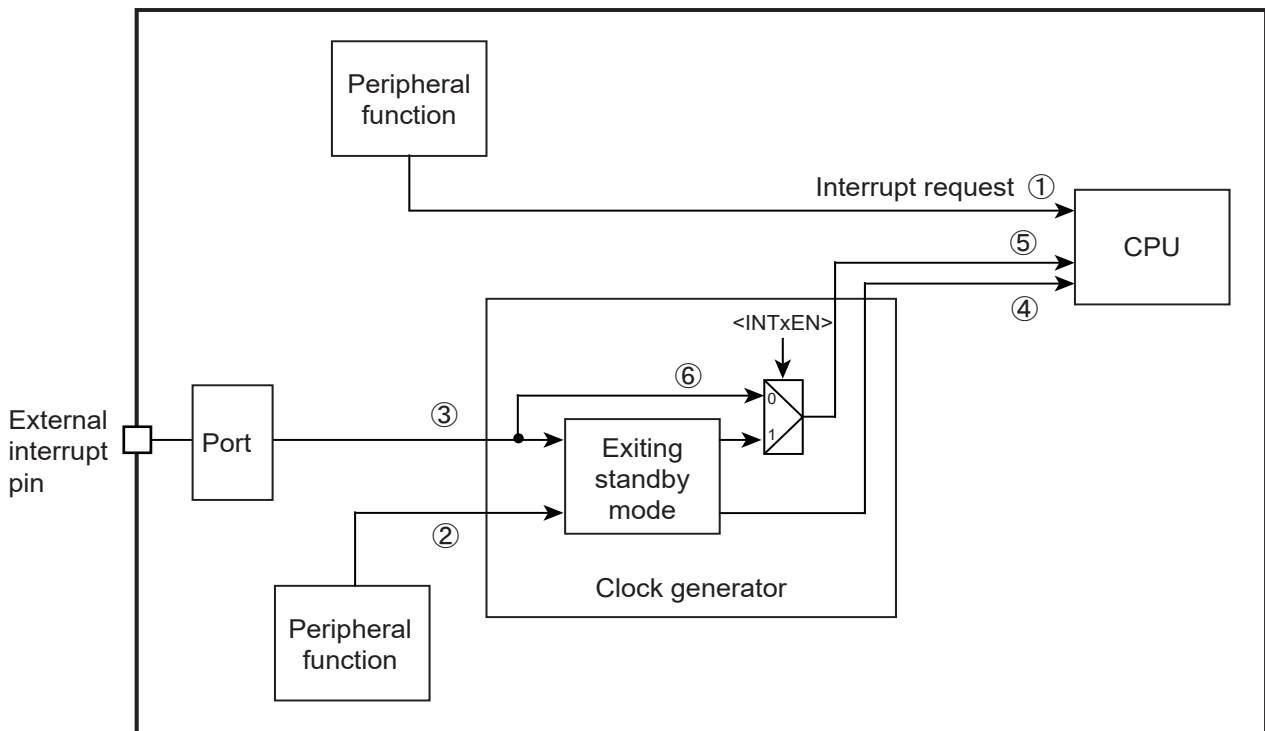 Peripheral
function
Interrupt request ①
CPU
⑤
④
<INTxEN>
⑥
0
1
External
interrupt
pin
Port
③
Exiting
standby
mode
②
Clock generator
Peripheral
function